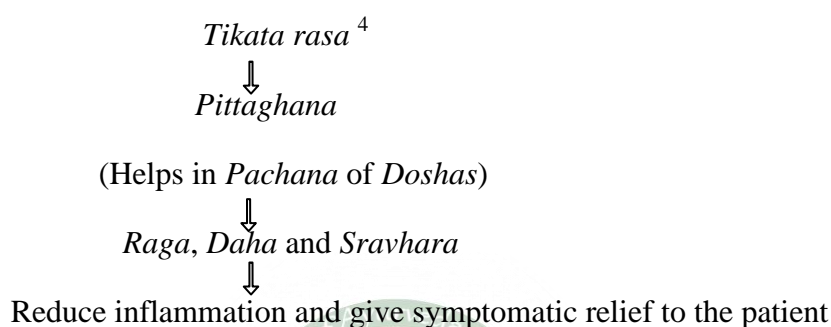 Tikata rasa 4
Pittaghana
(Helps in Pachana of Doshas)
Raga, Daha and Sravhara
Reduce inflammation and give symptomatic relief to the patient